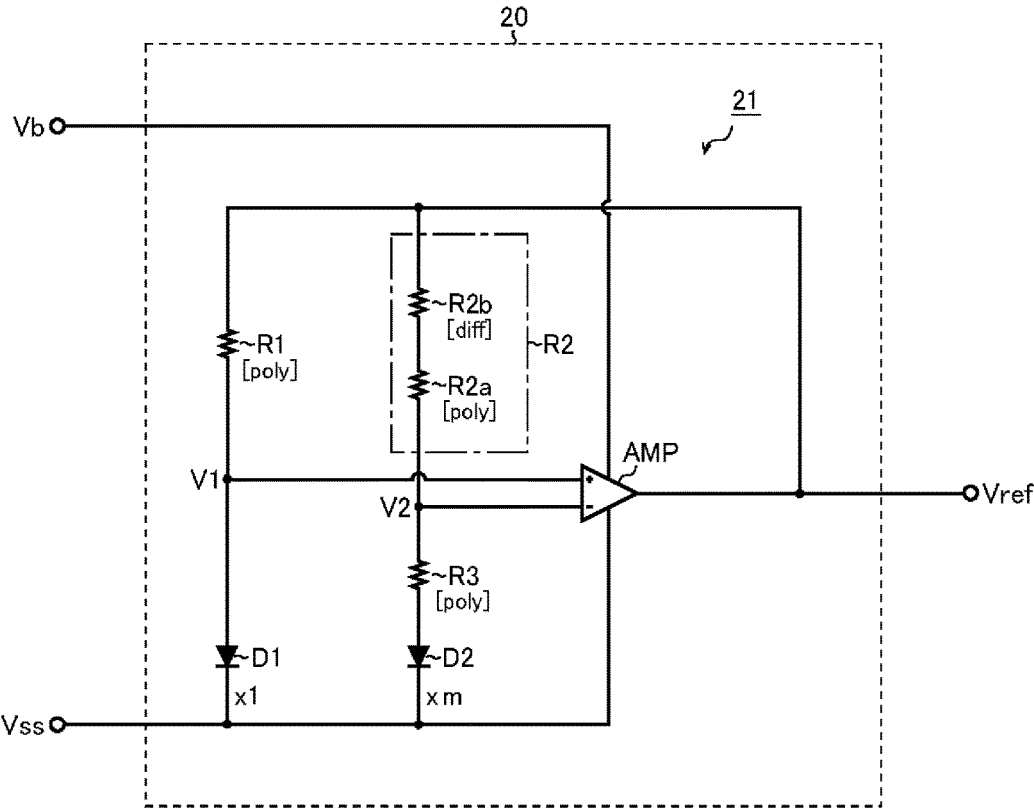 20
Vb
21
R2b
[diff]
R1
[poly]
R2
R2a
[poly]
AMP
V1
+
V2
-
Vref
R3
[poly]
D1
D2
x1
xm
Vss